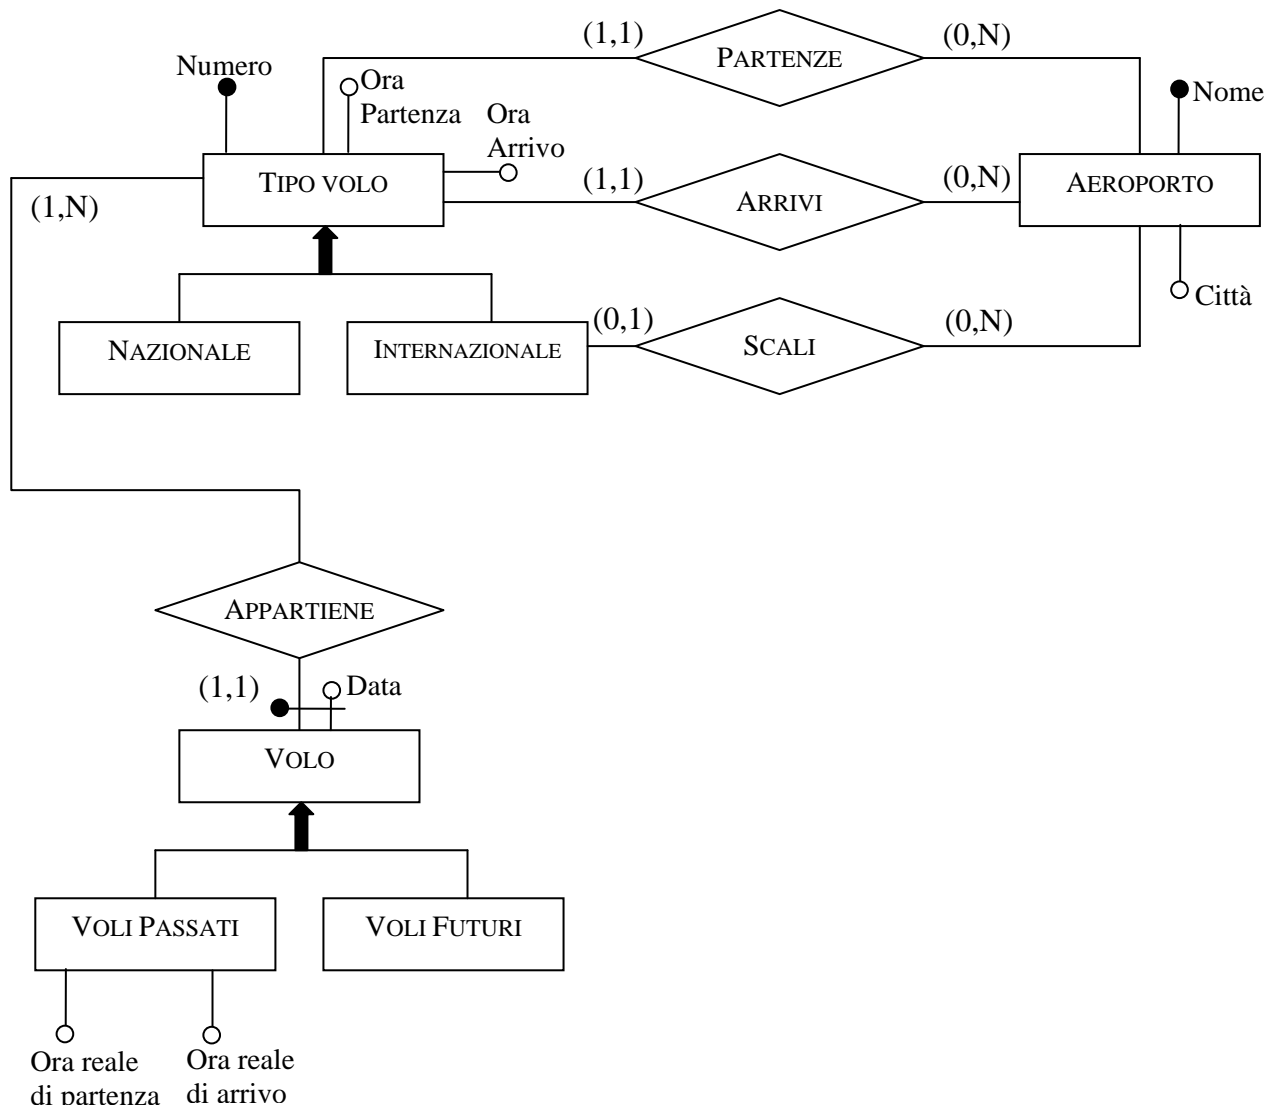 (1,1)
PARTENZE
(0,N)
Numero
Ora
Partenza
Ora
Arrivo
Nome
TIPO VOLO
(1,1)
ARRIVI
(0,N)
AEROPORTO
(1,N)
Città
NAZIONALE
INTERNAZIONALE
(0,1)
SCALI
(0,N)
APPARTIENE
(1,1)
Data
VOLO
VOLI PASSATI
VOLI FUTURI
Ora reale
di partenza
Ora reale
di arrivo